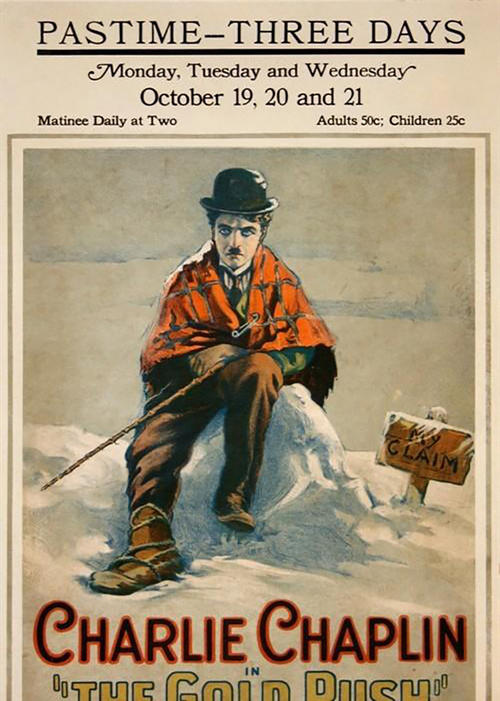 PASTIME–THREE DAYS
Monday, Tuesday and Wednesday
October 19, 20 and 21
Matinee Daily at Two Adults 50c; Children 25c
MY
CLAIM
CHARLIE CHAPLIN
IN
"THE GOLD RUSH"